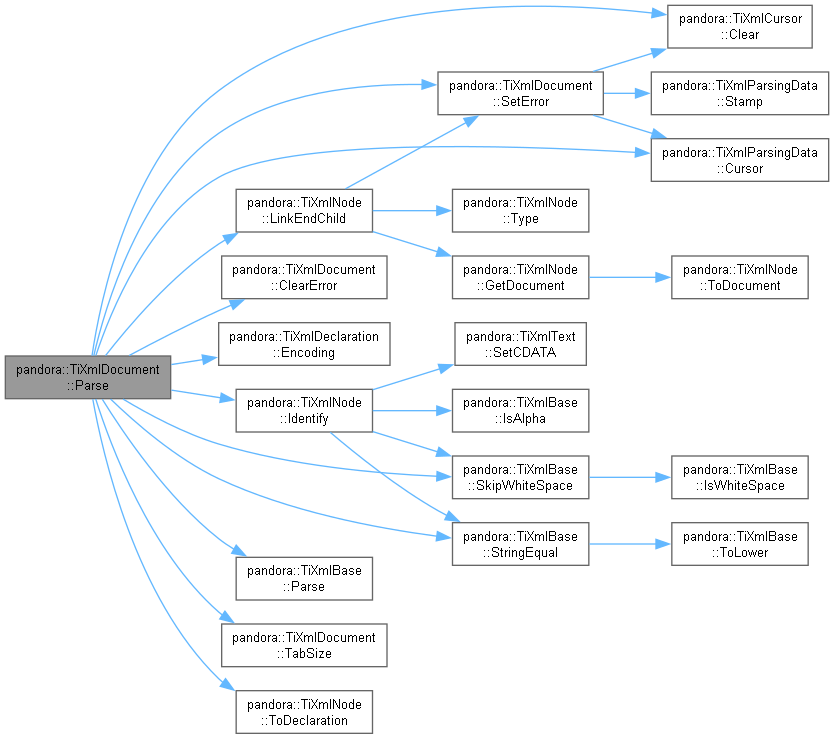 pandora::TiXmlCursor
::Clear
pandora::TiXmlDocument
::SetError
pandora::TiXmlParsingData
::Stamp
pandora::TiXmlParsingData
::Cursor
pandora::TiXmlNode
::LinkEndChild
pandora::TiXmlNode
::Type
pandora::TiXmlDocument
::ClearError
pandora::TiXmlNode
::GetDocument
pandora::TiXmlNode
::ToDocument
pandora::TiXmlDeclaration
::Encoding
pandora::TiXmlText
::SetCDATA
pandora::TiXmlDocument
::Parse
pandora::TiXmlNode
::Identify
pandora::TiXmlBase
::IsAlpha
pandora::TiXmlBase
::SkipWhiteSpace
pandora::TiXmlBase
::IsWhiteSpace
pandora::TiXmlBase
::StringEqual
pandora::TiXmlBase
::ToLower
pandora::TiXmlBase
::Parse
pandora::TiXmlDocument
::TabSize
pandora::TiXmlNode
::ToDeclaration